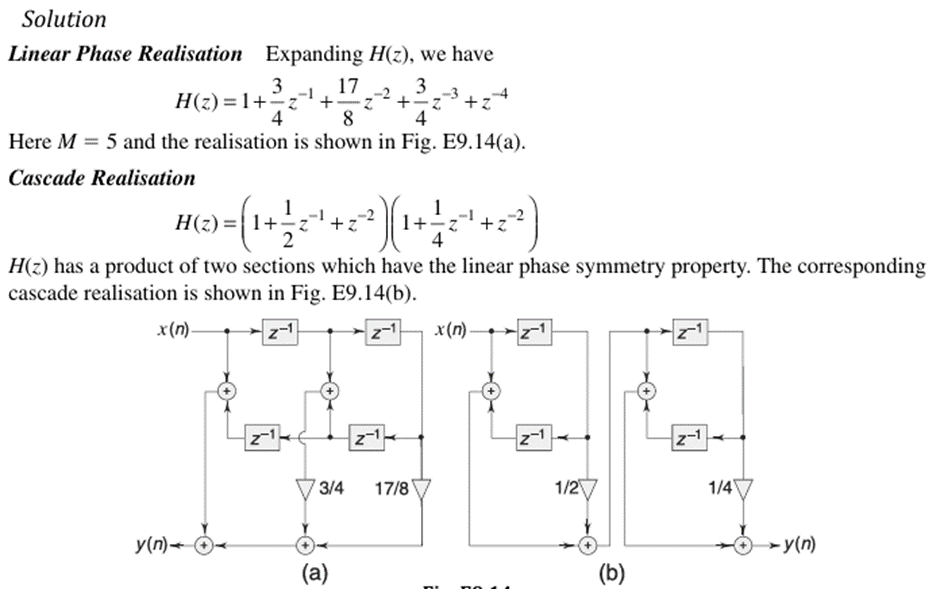 Solution
Linear Phase Realisation Expanding H(z), we have
H(z) = 1 + 3/4 z⁻¹ + 17/8 z⁻² + 3/4 z⁻³ + z⁻⁴
Here M = 5 and the realisation is shown in Fig. E9.14(a).
Cascade Realisation
H(z) = (1 + 1/2 z⁻¹ + z⁻²)(1 + 1/4 z⁻¹ + z⁻²)
H(z) has a product of two sections which have the linear phase symmetry property. The corresponding
cascade realisation is shown in Fig. E9.14(b).
x(n) z⁻¹ z⁻¹ x(n) z⁻¹ z⁻¹
+ + + +
z⁻¹ z⁻¹ z⁻¹ z⁻¹
3/4 17/8 1/2 1/4
y(n) + + + + y(n)
(a) (b)